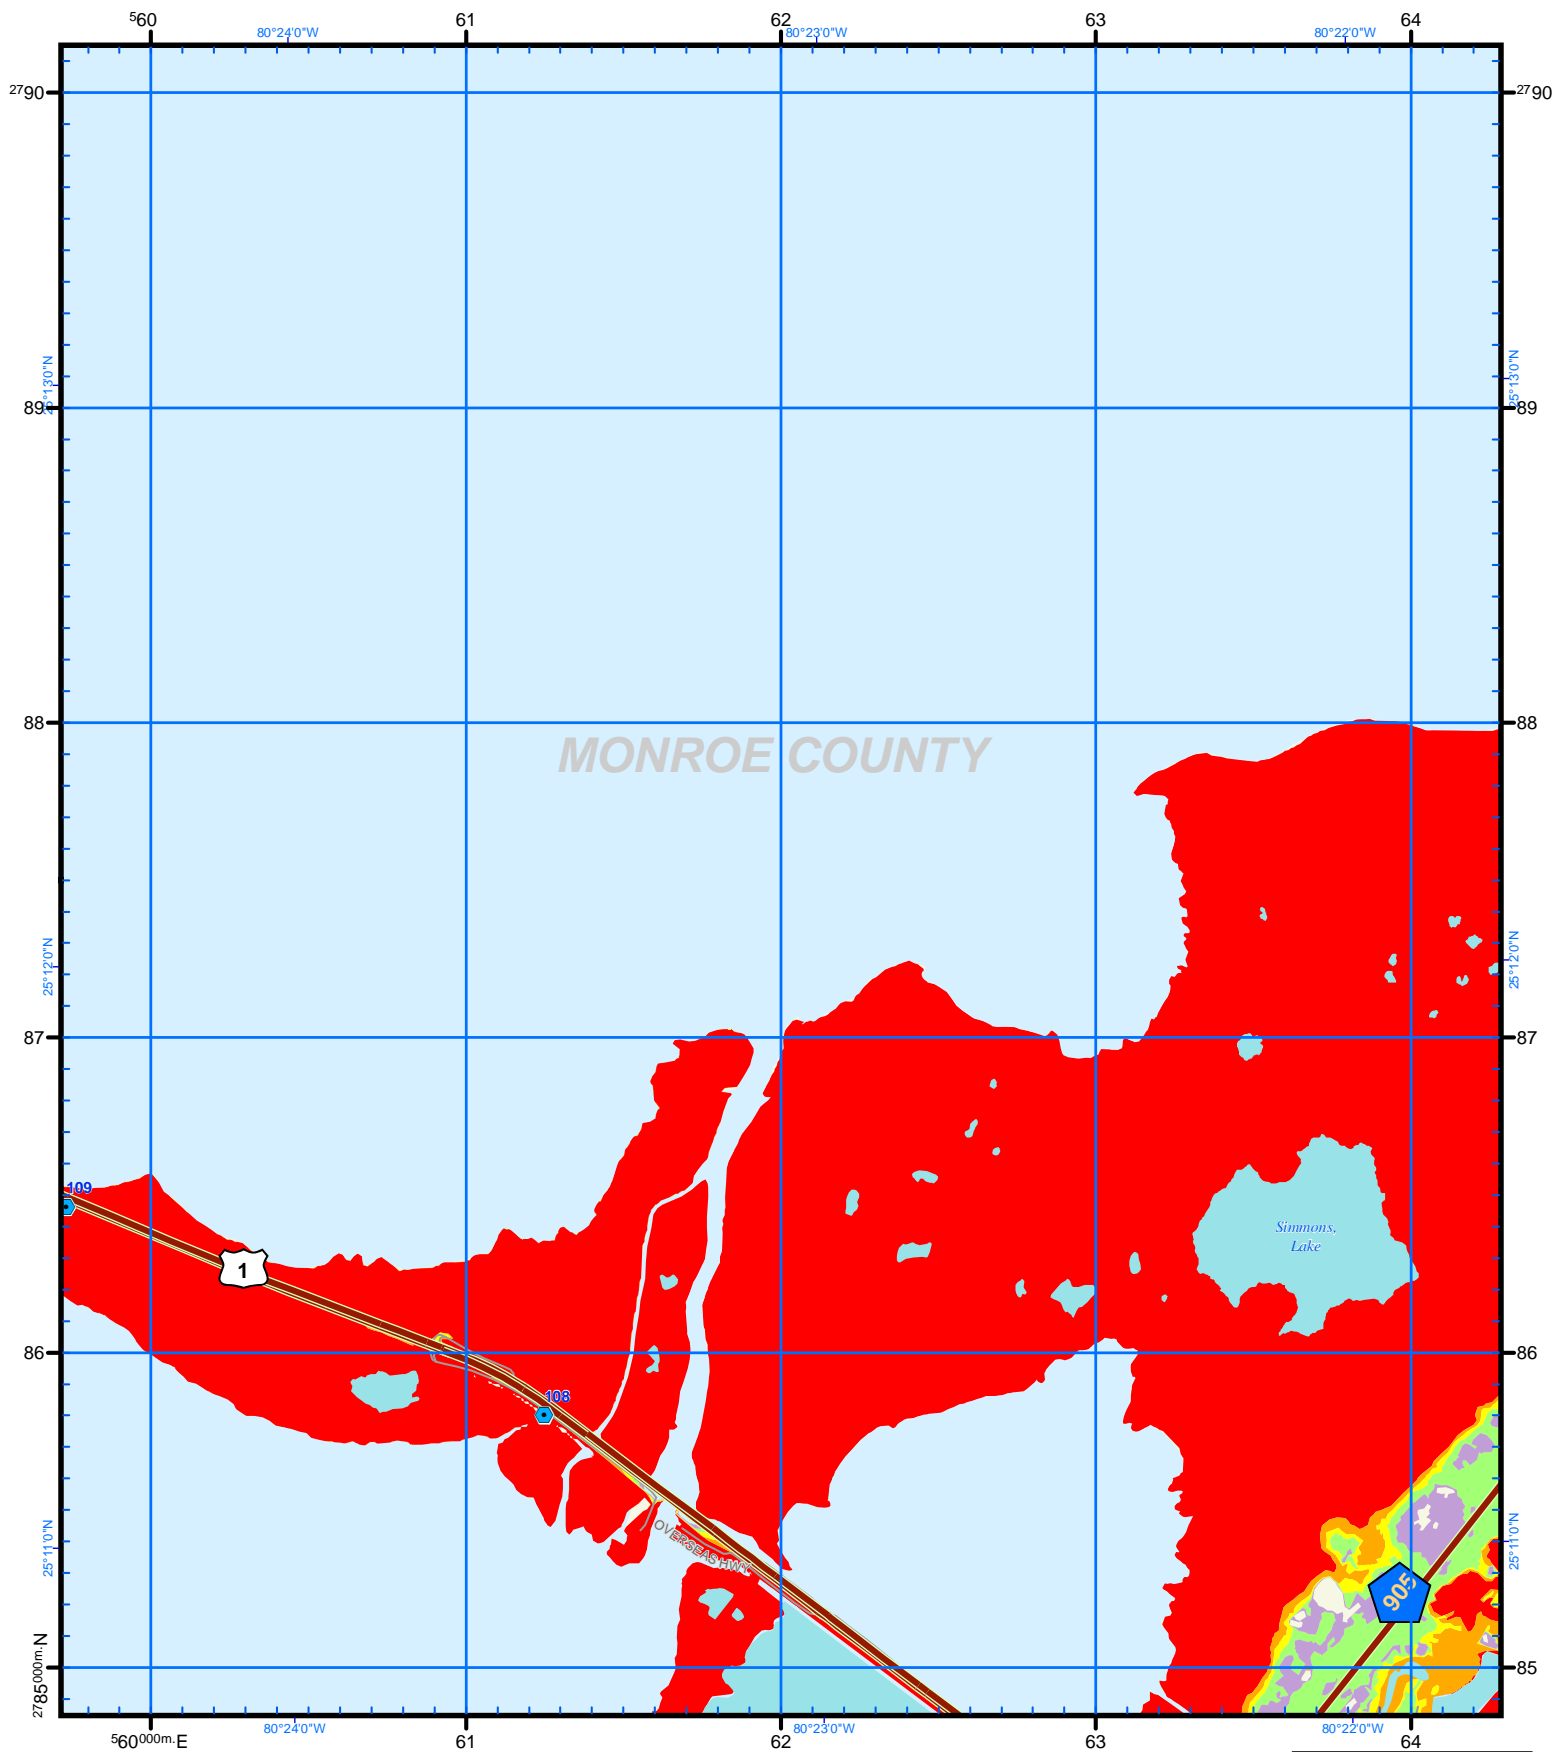 ⁵60 61 62 63 64
80°24'0"W 80°23'0"W 80°22'0"W
²⁷90 ²⁷90
25°13'0"N 25°13'0"N
89 89
88 88
MONROE COUNTY
25°12'0"N 25°12'0"N
87 87
109
Simmons,
Lake
1
86 86
108
OVERSEAS HWY
25°11'0"N 25°11'0"N
905
2785⁰⁰⁰ᵐ·N 85
80°24'0"W 80°23'0"W 80°22'0"W
⁵60⁰⁰⁰ᵐ·E 61 62 63 64